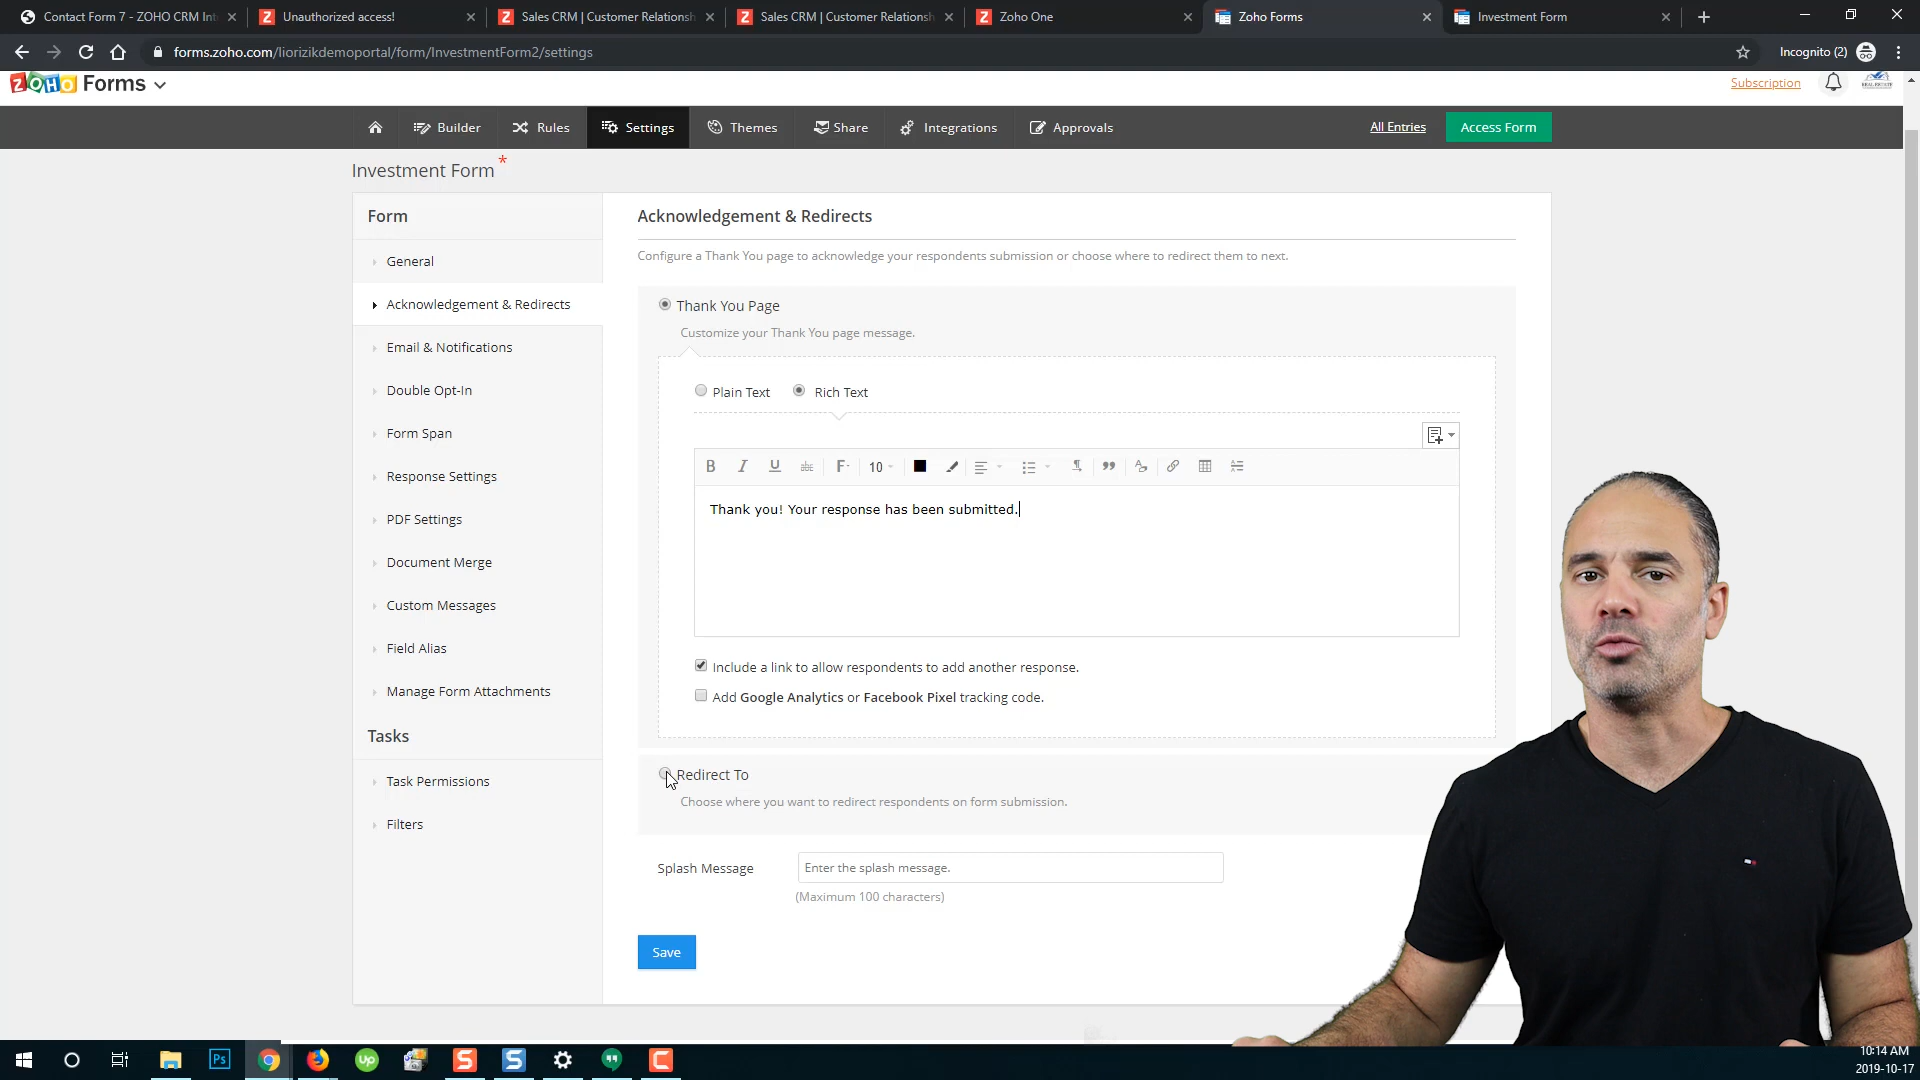 Contact Form 7 - ZOHO CRM Int
Unauthorized access!
Sales CRM | Customer Relationsh
Sales CRM | Customer Relationsh
Zoho One
Zoho Forms
Investment Form
forms.zoho.com/liorizikdemoportal/form/InvestmentForm2/settings
Incognito (2)
ZOHO Forms
Subscription
REAL ESTATE
Builder
Rules
Settings
Themes
Share
Integrations
Approvals
All Entries
Access Form
Investment Form *
Form
General
Acknowledgement & Redirects
Email & Notifications
Double Opt-In
Form Span
Response Settings
PDF Settings
Document Merge
Custom Messages
Field Alias
Manage Form Attachments
Tasks
Task Permissions
Filters
Acknowledgement & Redirects
Configure a Thank You page to acknowledge your respondents submission or choose where to redirect them to next.
Thank You Page
Customize your Thank You page message.
Plain Text
Rich Text
B I U abc F 10
Thank you! Your response has been submitted.
Include a link to allow respondents to add another response.
Add Google Analytics or Facebook Pixel tracking code.
Redirect To
Choose where you want to redirect respondents on form submission.
Splash Message
Enter the splash message.
(Maximum 100 characters)
Save
Ps
up
S
S
C
10:14 AM
2019-10-17